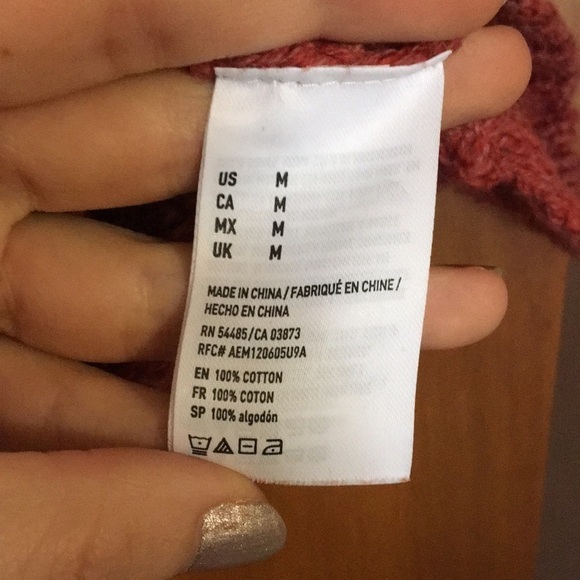 US M
CA M
MX M
UK M
MADE IN CHINA / FABRIQUÉ EN CHINE /
HECHO EN CHINA
RN 54485/CA 03873
RFC# AEM120605U9A
EN 100% COTTON
FR 100% COTON
SP 100% algodón